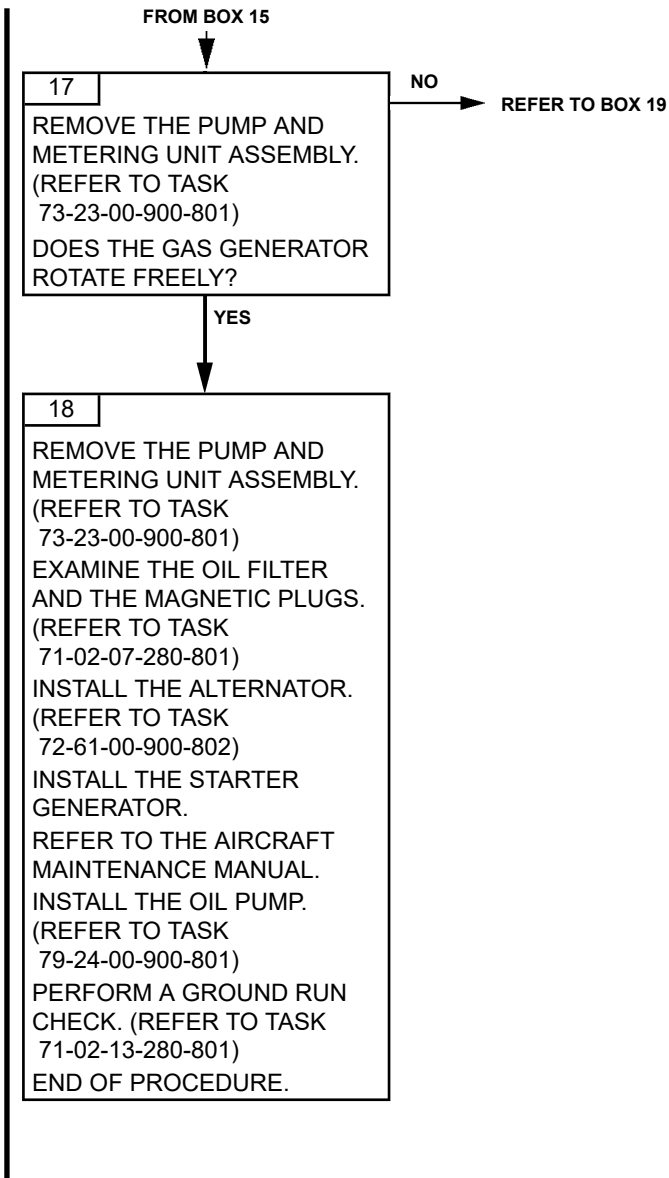 FROM BOX 15
17
NO
REFER TO BOX 19
REMOVE THE PUMP AND
METERING UNIT ASSEMBLY.
(REFER TO TASK
73-23-00-900-801)
DOES THE GAS GENERATOR
ROTATE FREELY?
YES
18
REMOVE THE PUMP AND
METERING UNIT ASSEMBLY.
(REFER TO TASK
73-23-00-900-801)
EXAMINE THE OIL FILTER
AND THE MAGNETIC PLUGS.
(REFER TO TASK
71-02-07-280-801)
INSTALL THE ALTERNATOR.
(REFER TO TASK
72-61-00-900-802)
INSTALL THE STARTER
GENERATOR.
REFER TO THE AIRCRAFT
MAINTENANCE MANUAL.
INSTALL THE OIL PUMP.
(REFER TO TASK
79-24-00-900-801)
PERFORM A GROUND RUN
CHECK. (REFER TO TASK
71-02-13-280-801)
END OF PROCEDURE.